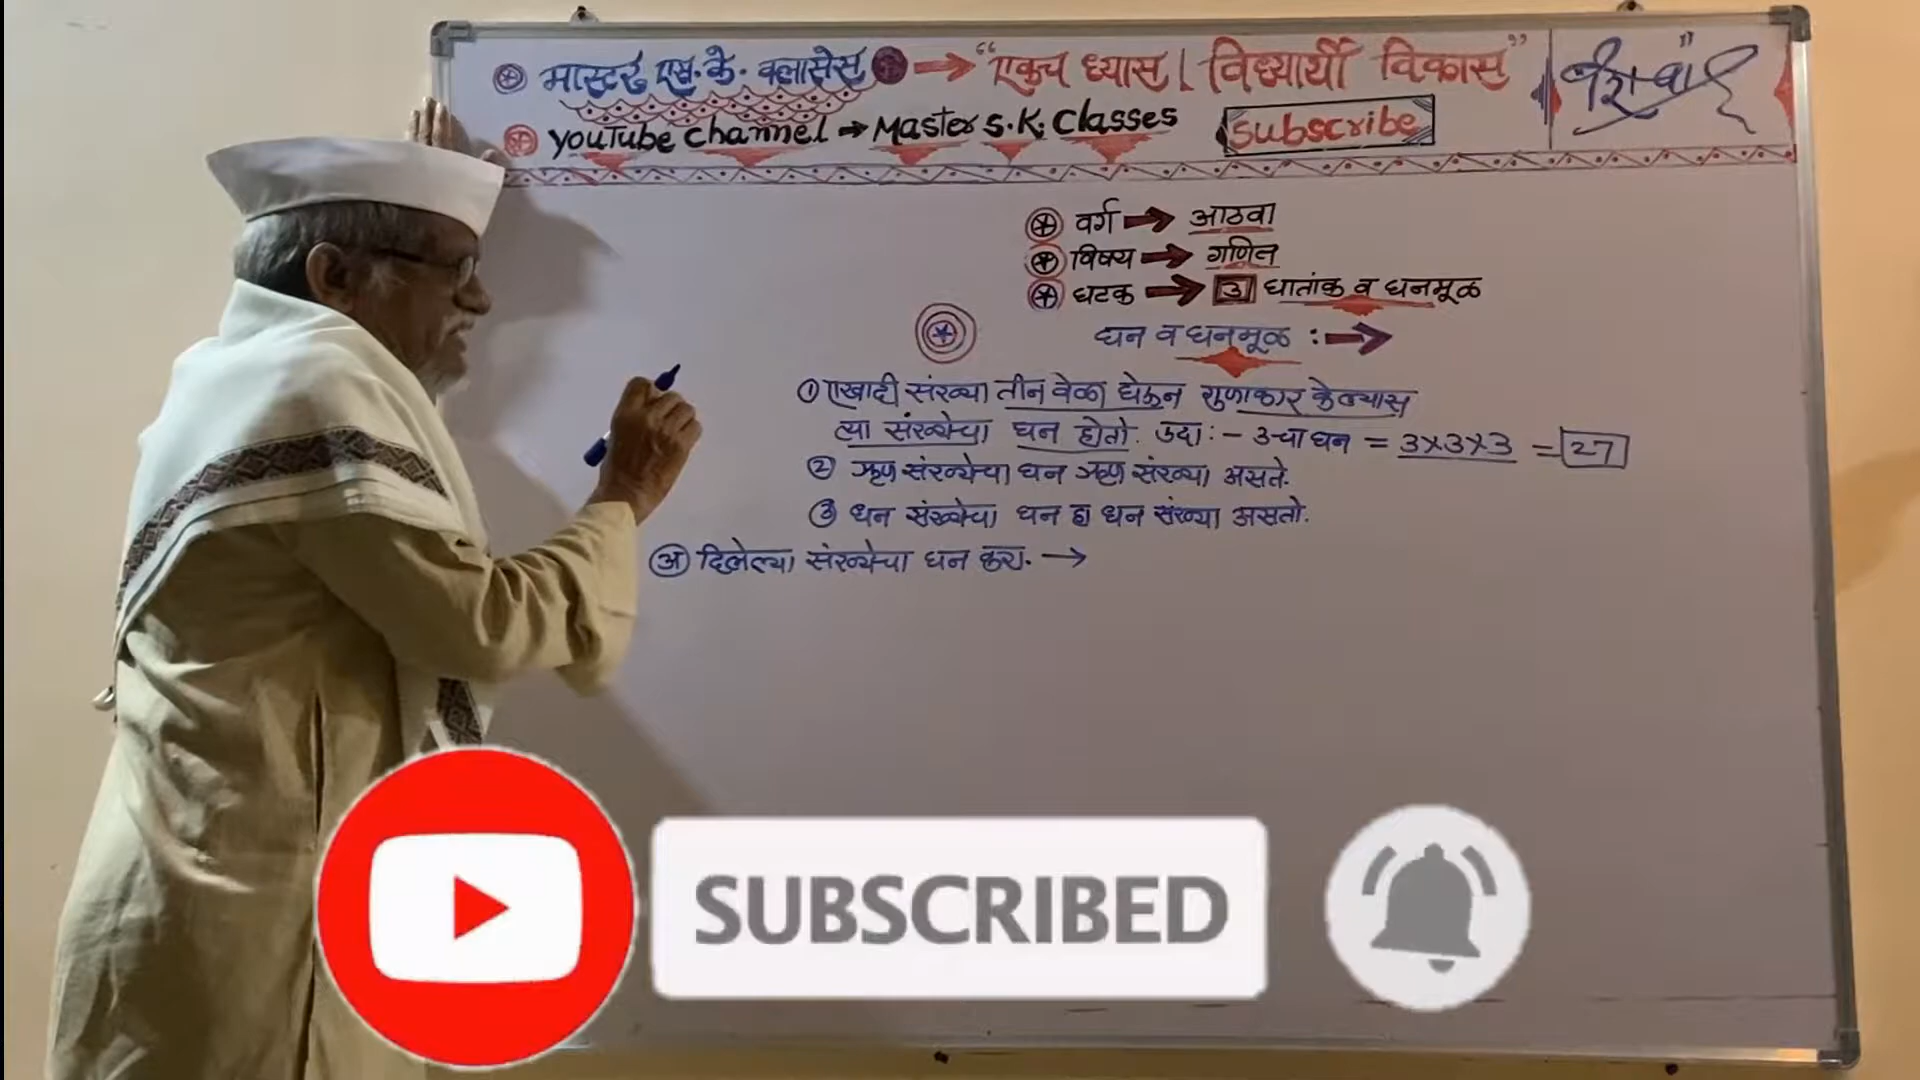 मास्टर एस.के. क्लासेस → "एकच ध्यास । विध्यार्थी विकास"
YouTube Channel → Master S.K. Classes Subscribe
वर्ग → आठवा
विषय → गणित
घटक → 3 घातांक व घनमूळ
घन व घनमूळ :→
① एखादी संख्या तीन वेळा घेऊन गुणाकार केल्यास
त्या संख्येचा घन होतो. उदा :- 3चा घन = 3×3×3 = 27
② ऋण संख्येचा घन ऋण संख्या असते.
③ धन संख्येचा घन हा धन संख्या असतो.
अ दिलेल्या संख्येचा घन करा. →
SUBSCRIBED